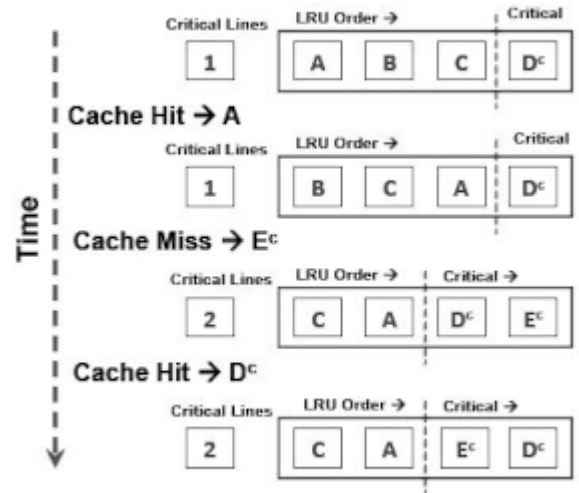 Critical Lines LRU Order → Critical
1 A B C Dᶜ
Cache Hit → A
Critical Lines LRU Order → Critical
1 B C A Dᶜ
Time
Cache Miss → Eᶜ
Critical Lines LRU Order → Critical →
2 C A Dᶜ Eᶜ
Cache Hit → Dᶜ
Critical Lines LRU Order → Critical →
2 C A Eᶜ Dᶜ